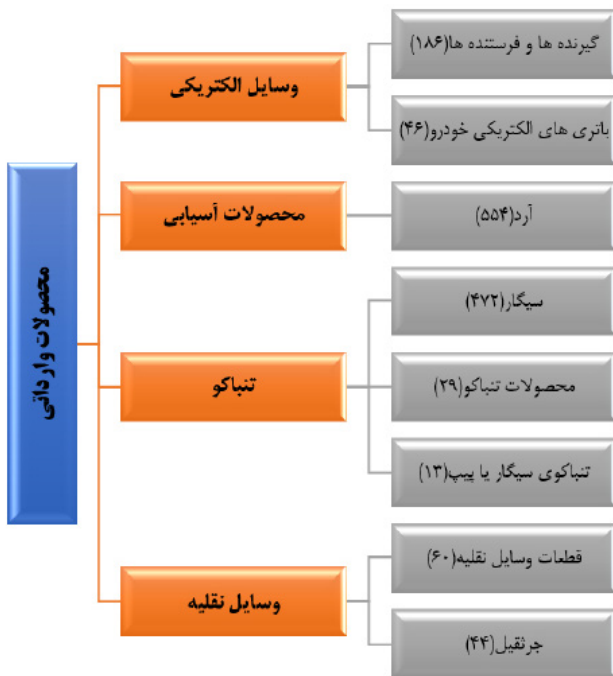 محصولات وارداتی
وسایل الکتریکی
گیرنده ها و فرستنده ها(۱۸۶)
باتری های الکتریکی خودرو(۴۶)
محصولات آسیابی
آرد(۵۵۴)
تنباکو
سیگار(۴۷۲)
محصولات تنباکو(۲۹)
تنباکوی سیگار یا پیپ(۱۳)
وسایل نقلیه
قطعات وسایل نقلیه(۶۰)
جرثقیل(۴۴)